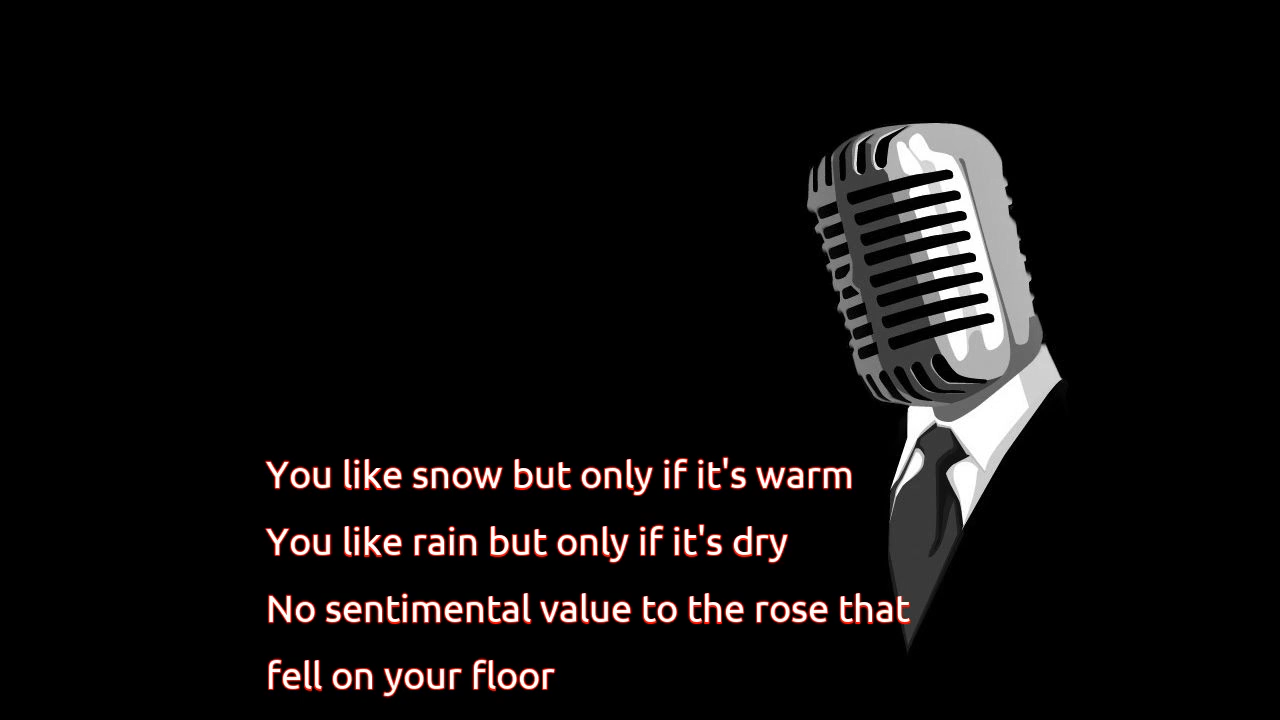 You like snow but only if it's warm
You like rain but only if it's dry
No sentimental value to the rose that
fell on your floor